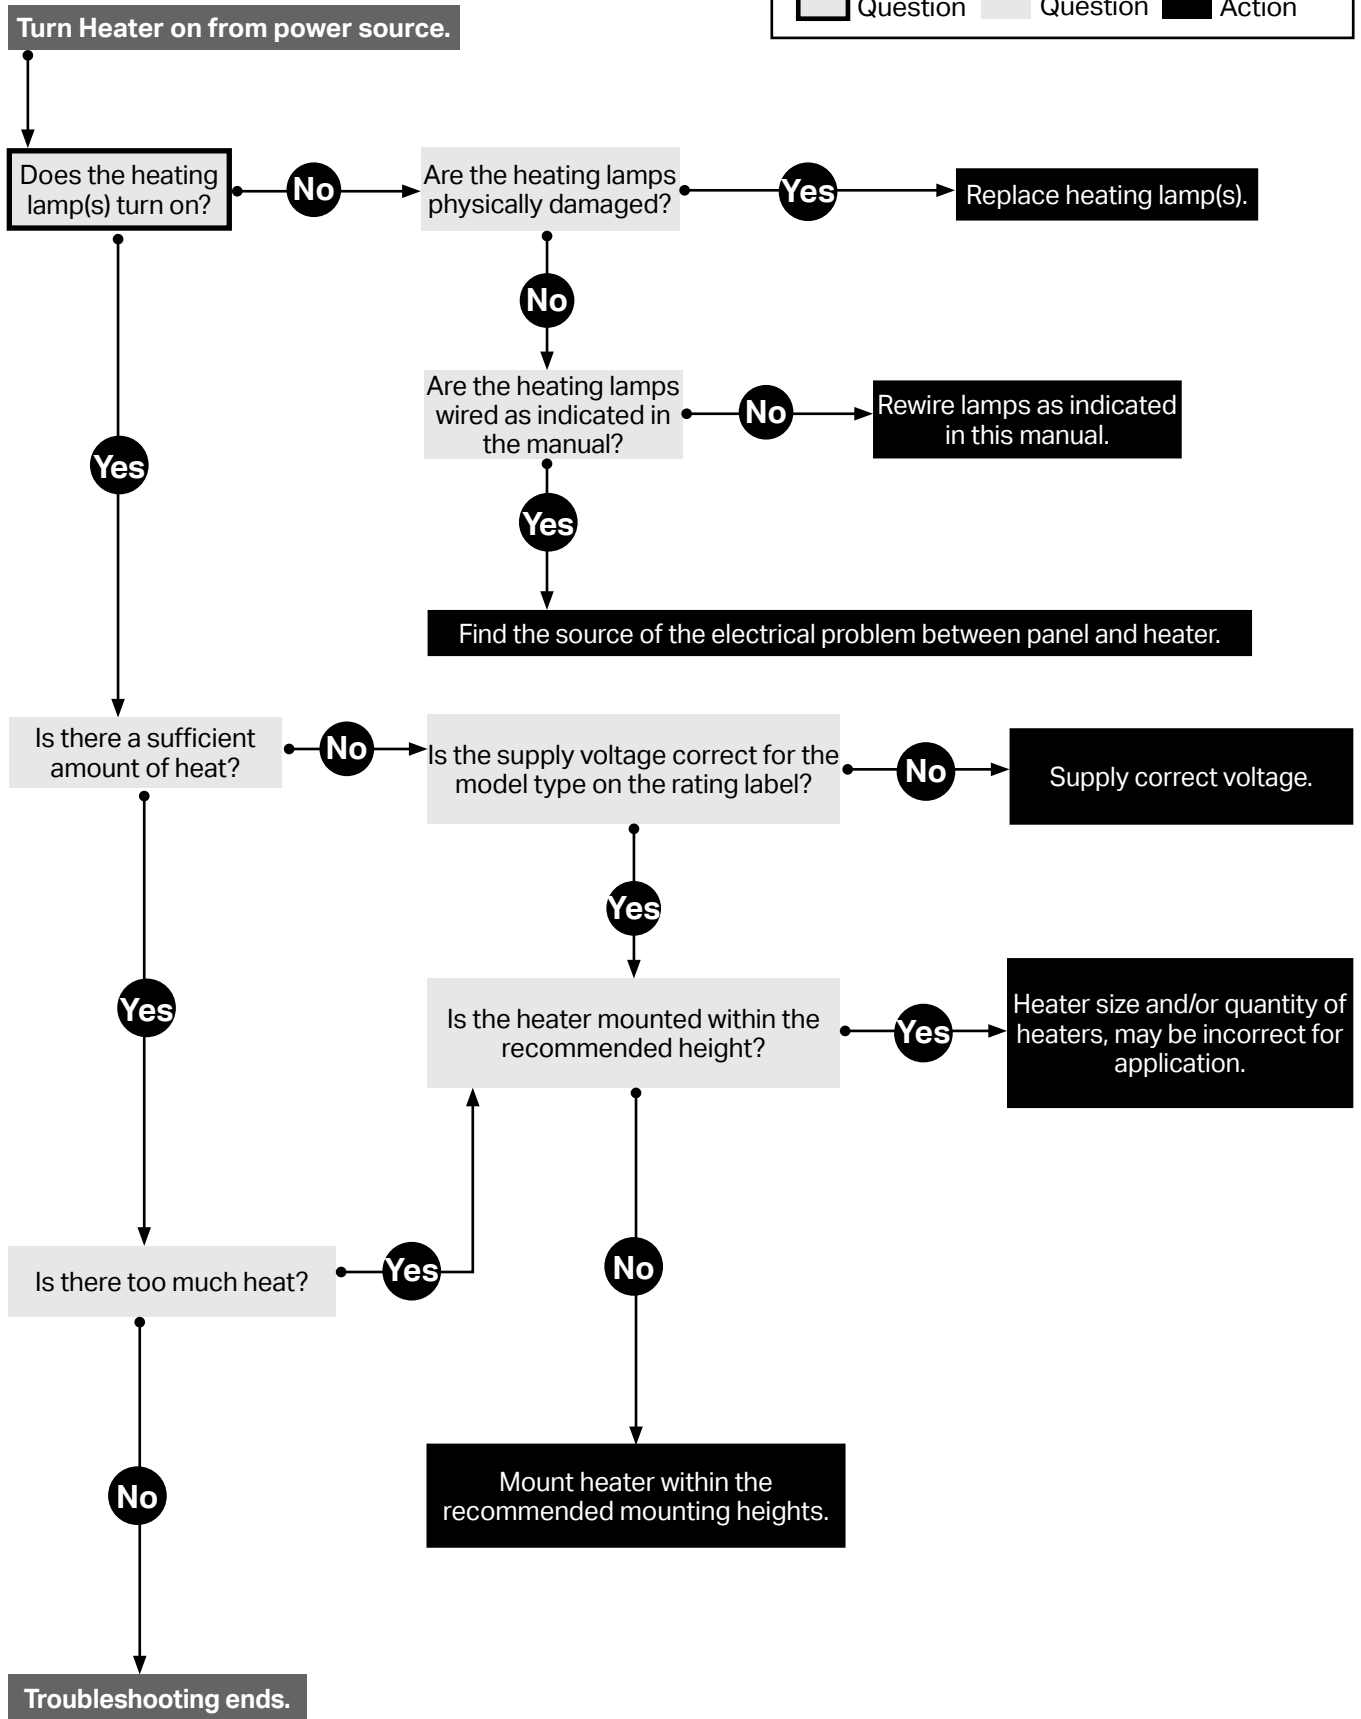 Question
Question
Action
Turn Heater on from power source.
Does the heating
lamp(s) turn on?
No
Are the heating lamps
physically damaged?
Yes
Replace heating lamp(s).
No
Are the heating lamps
wired as indicated in
the manual?
No
Rewire lamps as indicated
in this manual.
Yes
Yes
Find the source of the electrical problem between panel and heater.
Is there a sufficient
amount of heat?
No
Is the supply voltage correct for the
model type on the rating label?
No
Supply correct voltage.
Yes
Yes
Is the heater mounted within the
recommended height?
Yes
Heater size and/or quantity of
heaters, may be incorrect for
application.
Is there too much heat?
Yes
No
No
Mount heater within the
recommended mounting heights.
Troubleshooting ends.